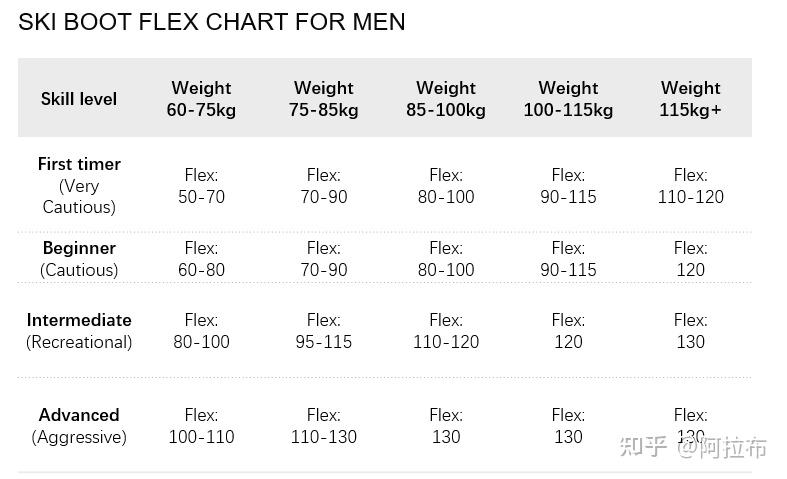 SKI BOOT FLEX CHART FOR MEN
Skill level
Weight
60-75kg
Weight
75-85kg
Weight
85-100kg
Weight
100-115kg
Weight
115kg+
First timer
(Very
Cautious)
Flex:
50-70
Flex:
70-90
Flex:
80-100
Flex:
90-115
Flex:
110-120
Beginner
(Cautious)
Flex:
60-80
Flex:
70-90
Flex:
80-100
Flex:
90-115
Flex:
120
Intermediate
(Recreational)
Flex:
80-100
Flex:
95-115
Flex:
110-120
Flex:
120
Flex:
130
Advanced
(Aggressive)
Flex:
100-110
Flex:
110-130
Flex:
130
Flex:
130
Flex:
130
知乎 @阿拉布